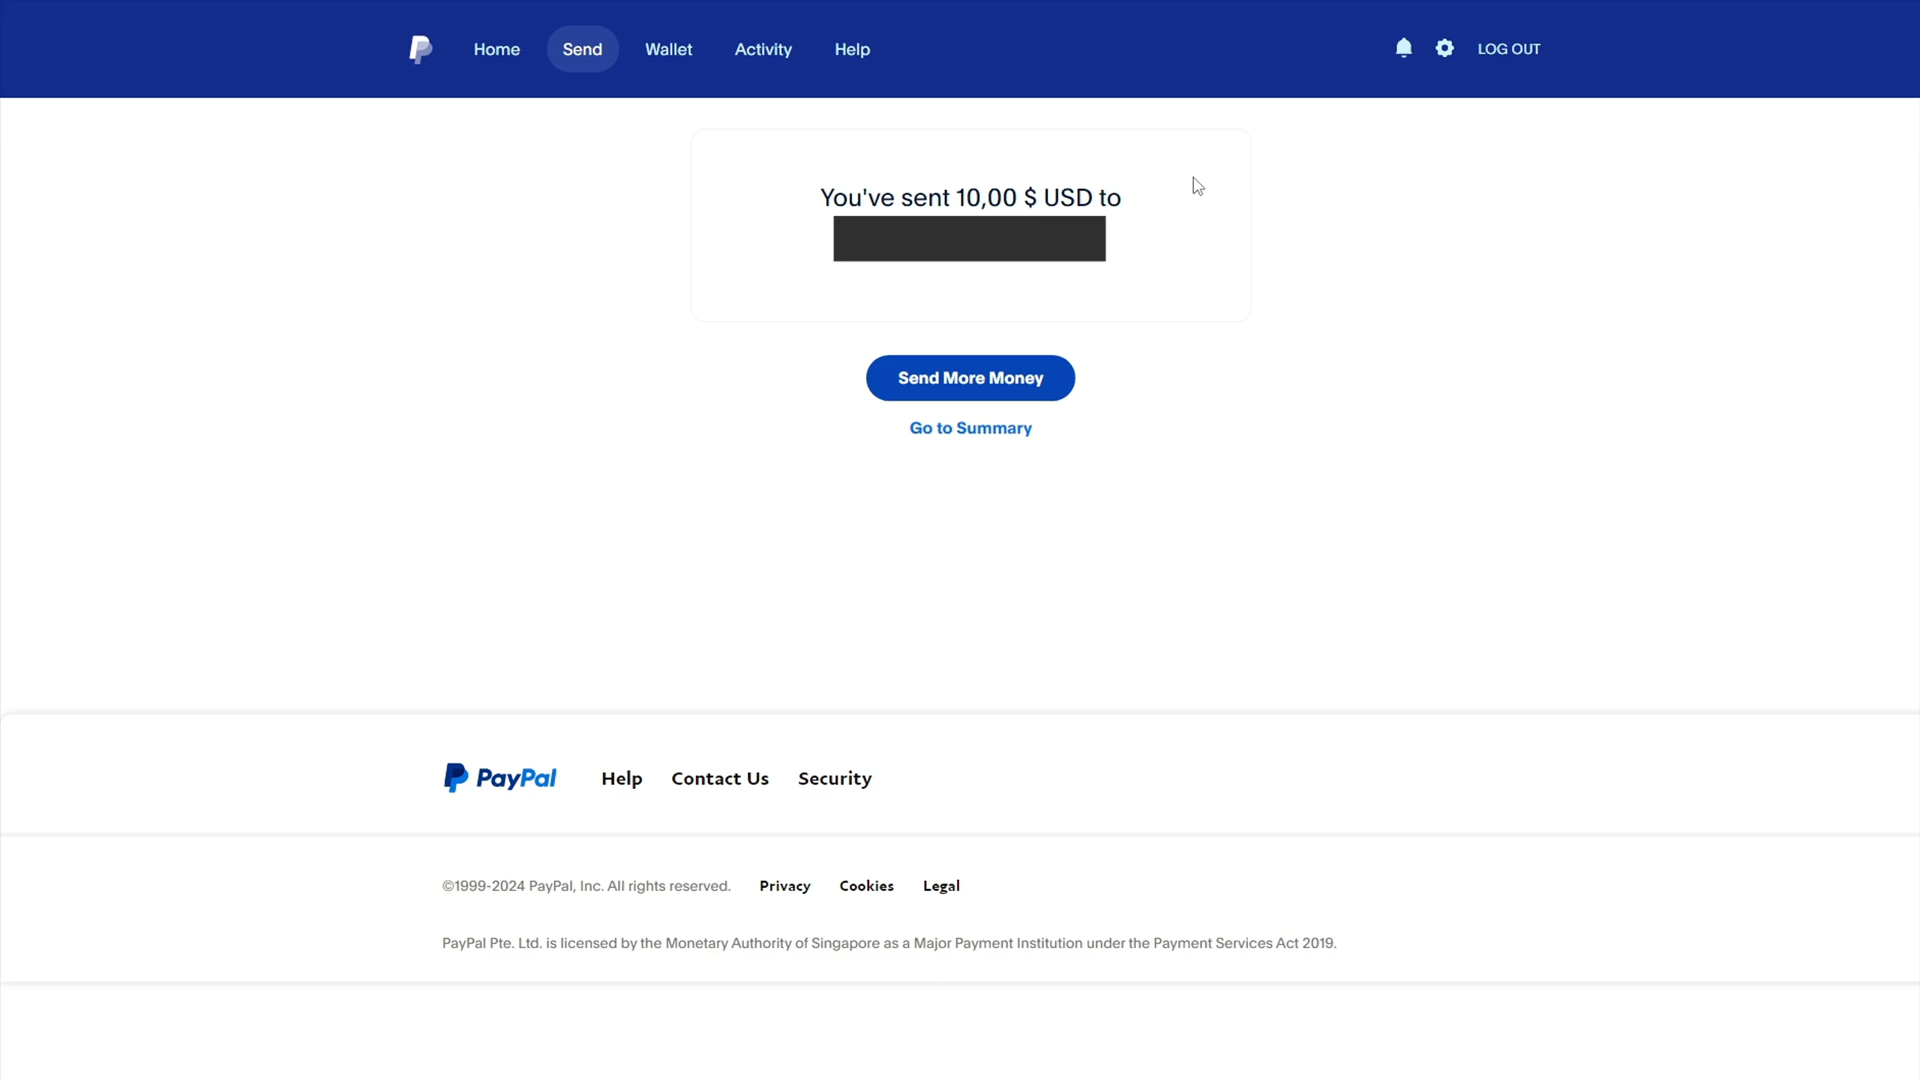 Home Send Wallet Activity Help LOG OUT
You've sent 10,00 $ USD to
Send More Money
Go to Summary
PayPal Help Contact Us Security
©1999-2024 PayPal, Inc. All rights reserved. Privacy Cookies Legal
PayPal Pte. Ltd. is licensed by the Monetary Authority of Singapore as a Major Payment Institution under the Payment Services Act 2019.